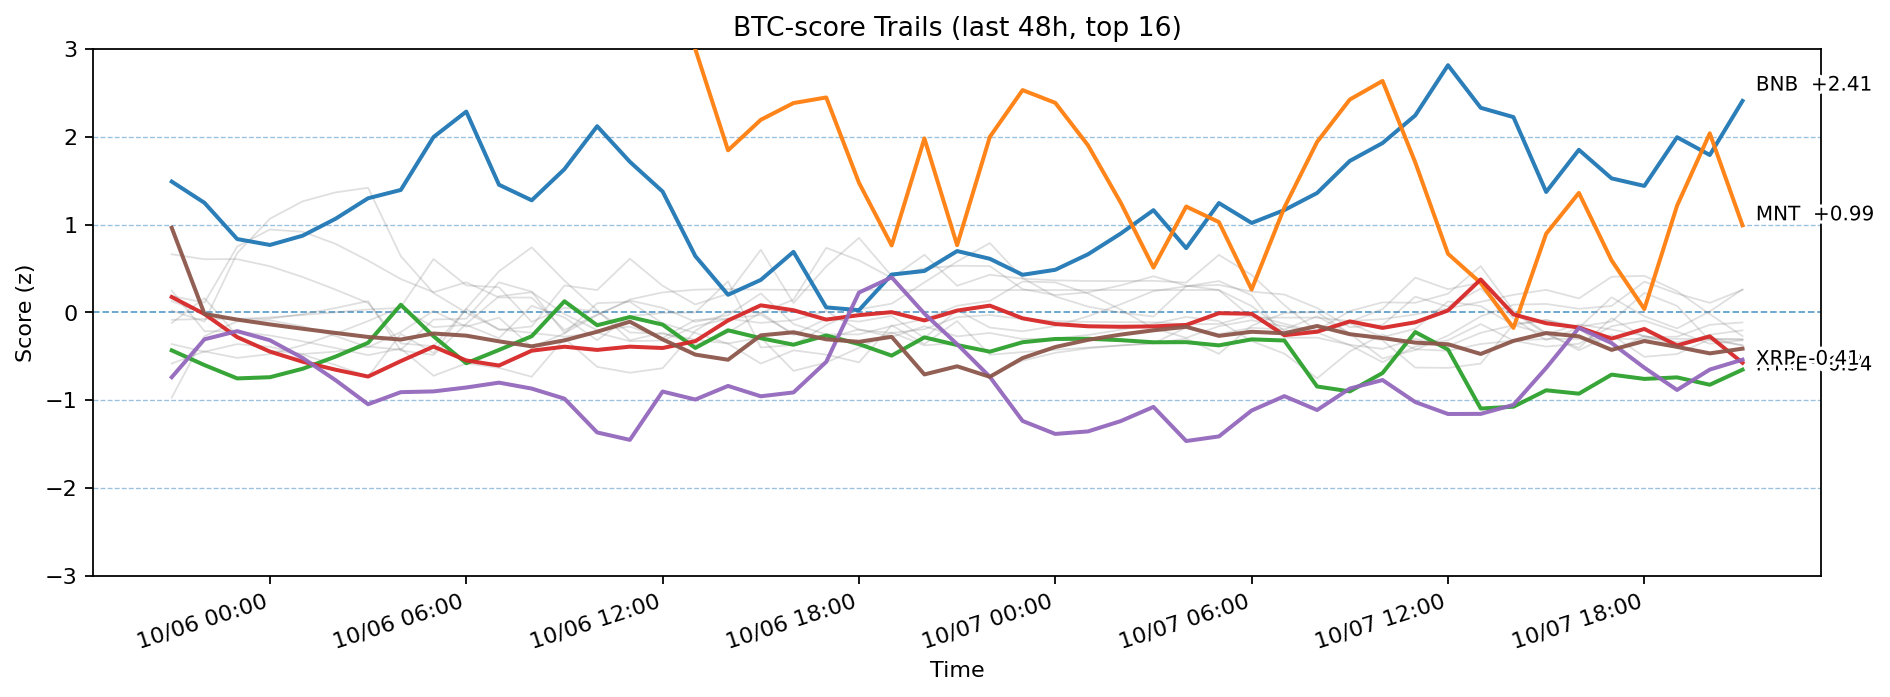 BTC-score Trails (last 48h, top 16)
3
2
1
0
−1
−2
−3
Score (z)
BNB +2.41
MNT +0.99
XRP −0.41
10/06 00:00
10/06 06:00
10/06 12:00
10/06 18:00
10/07 00:00
10/07 06:00
10/07 12:00
10/07 18:00
Time